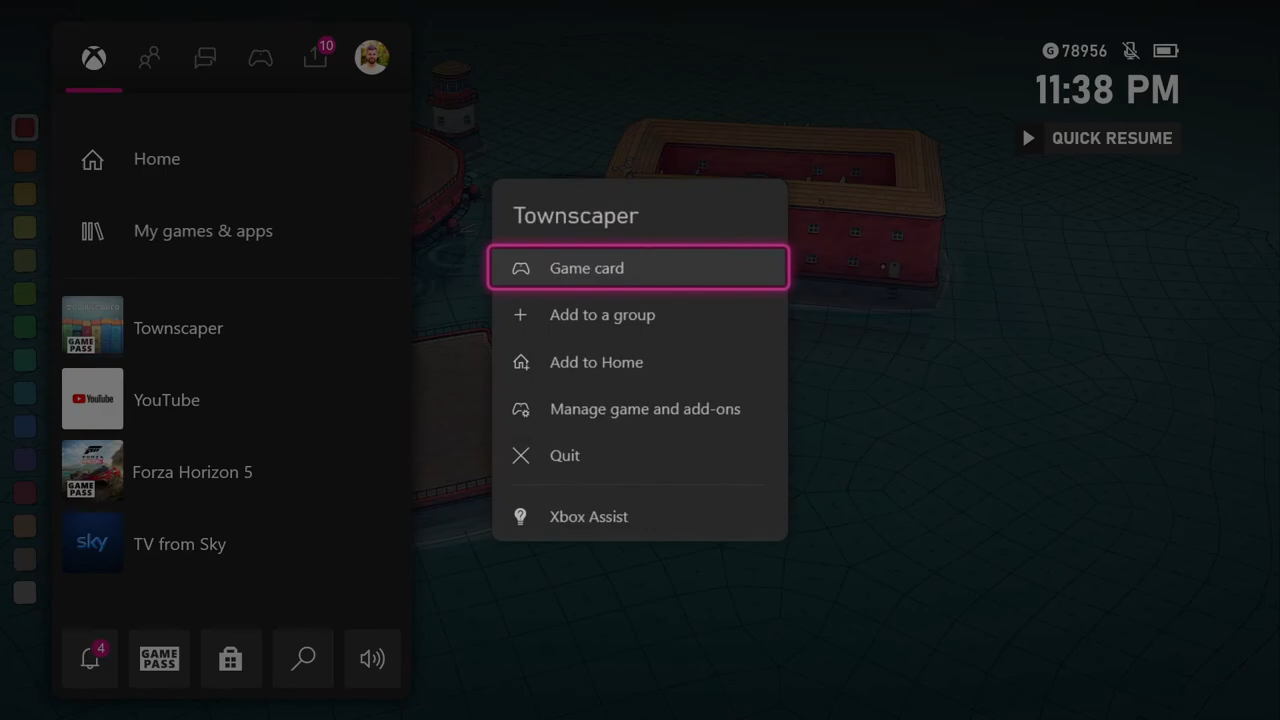 10
G 78956
11:38 PM
QUICK RESUME
Home
My games & apps
TOWNSCAPER
GAME
PASS
Townscaper
YouTube
YouTube
GAME
PASS
Forza Horizon 5
sky
TV from Sky
4
GAME
PASS
Townscaper
Game card
Add to a group
Add to Home
Manage game and add-ons
Quit
Xbox Assist